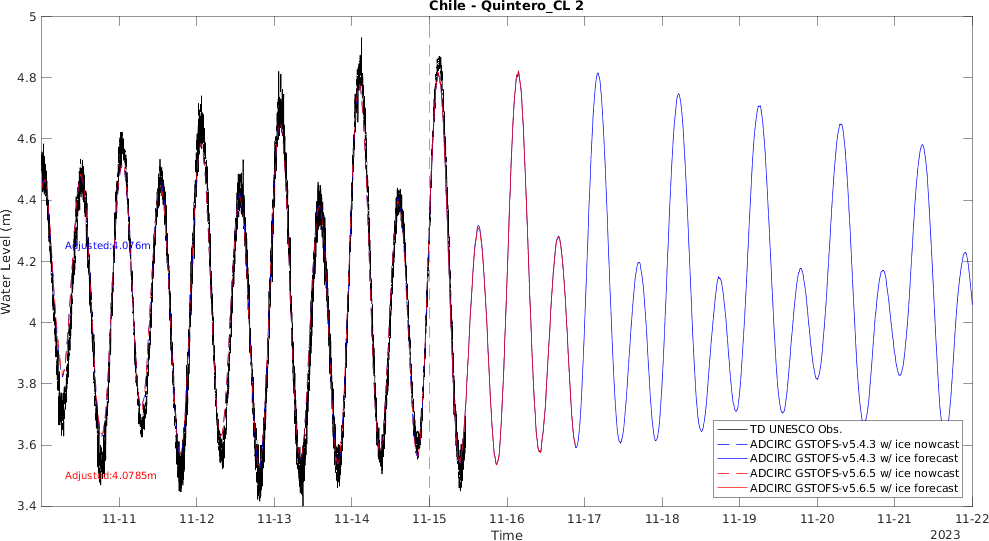 Chile - Quintero_CL 2
Water Level (m)
5
4.8
4.6
4.4
4.2
4
3.8
3.6
3.4
Adjusted:4.076m
Adjusted:4.0785m
TD UNESCO Obs.
ADCIRC GSTOFS-v5.4.3 w/ ice nowcast
ADCIRC GSTOFS-v5.4.3 w/ ice forecast
ADCIRC GSTOFS-v5.6.5 w/ ice nowcast
ADCIRC GSTOFS-v5.6.5 w/ ice forecast
11-11 11-12 11-13 11-14 11-15 11-16 11-17 11-18 11-19 11-20 11-21 11-22
Time
2023